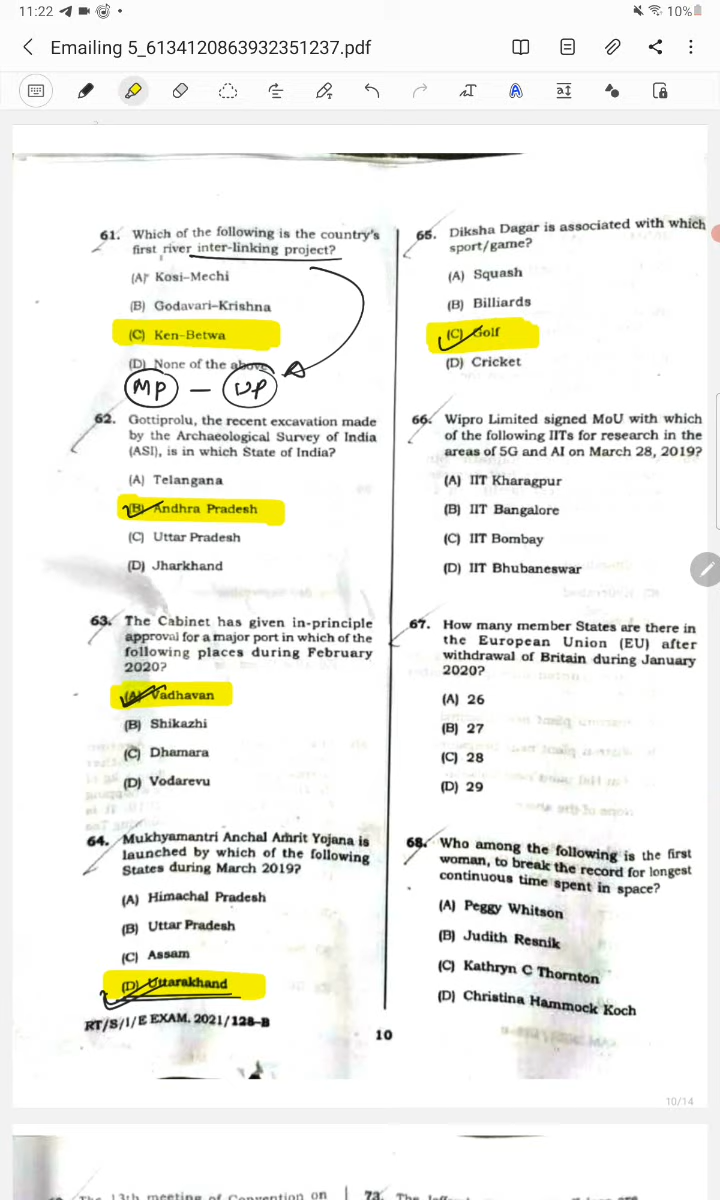 11:22
10%
Emailing 5_6134120863932351237.pdf
61. Which of the following is the country's
first river inter-linking project?
(A) Kosi-Mechi
(B) Godavari-Krishna
(C) Ken-Betwa
(D) None of the above
MP - UP
62. Gottiprolu, the recent excavation made
by the Archaeological Survey of India
(ASI), is in which State of India?
(A) Telangana
(B) Andhra Pradesh
(C) Uttar Pradesh
(D) Jharkhand
63. The Cabinet has given in-principle
approval for a major port in which of the
following places during February
2020?
(A) Vadhavan
(B) Shikazhi
(C) Dhamara
(D) Vodarevu
64. Mukhyamantri Anchal Amrit Yojana is
launched by which of the following
States during March 2019?
(A) Himachal Pradesh
(B) Uttar Pradesh
(C) Assam
(D) Uttarakhand
RT/S/I/E EXAM. 2021/128-B
65. Diksha Dagar is associated with which
sport/game?
(A) Squash
(B) Billiards
(C) Golf
(D) Cricket
66. Wipro Limited signed MoU with which
of the following IITs for research in the
areas of 5G and AI on March 28, 2019?
(A) IIT Kharagpur
(B) IIT Bangalore
(C) IIT Bombay
(D) IIT Bhubaneswar
67. How many member States are there in
the European Union (EU) after
withdrawal of Britain during January
2020?
(A) 26
(B) 27
(C) 28
(D) 29
68. Who among the following is the first
woman, to break the record for longest
continuous time spent in space?
(A) Peggy Whitson
(B) Judith Resnik
(C) Kathryn C Thornton
(D) Christina Hammock Koch
10
10/14
The 13th meeting of Convention on
73. The